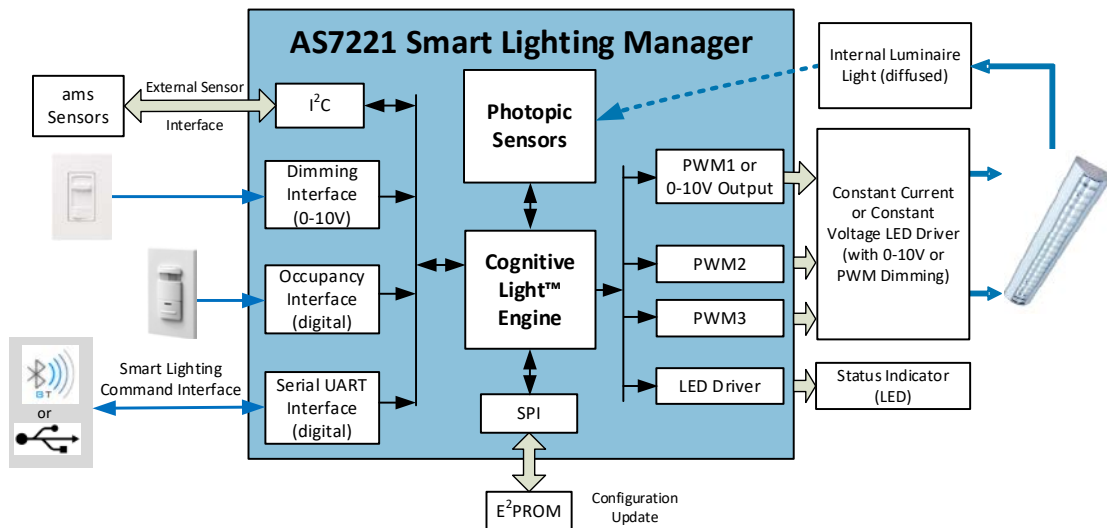 AS7221 Smart Lighting Manager
ams
Sensors
External Sensor
Interface
I²C
Dimming
Interface
(0-10V)
Occupancy
Interface
(digital)
Smart Lighting
Command Interface
BT
or
Serial UART
Interface
(digital)
Photopic
Sensors
Cognitive
Light™
Engine
SPI
E²PROM
Configuration
Update
PWM1 or
0-10V Output
PWM2
PWM3
LED Driver
Internal Luminaire
Light (diffused)
Constant Current
or Constant
Voltage LED Driver
(with 0-10V or
PWM Dimming)
Status Indicator
(LED)